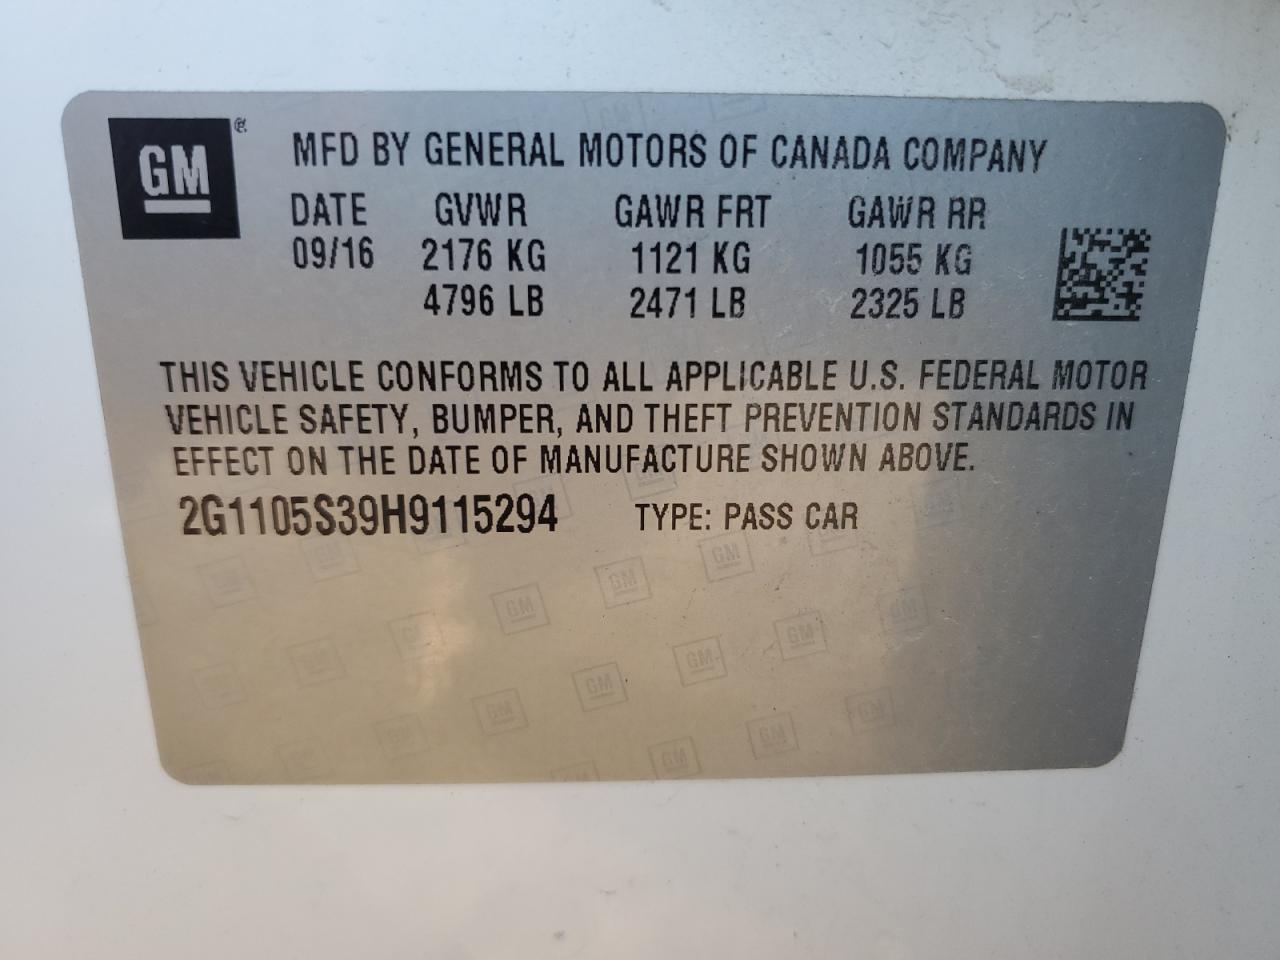 GM
MFD BY GENERAL MOTORS OF CANADA COMPANY
DATE GVWR GAWR FRT GAWR RR
09/16 2176 KG 1121 KG 1055 KG
4796 LB 2471 LB 2325 LB
THIS VEHICLE CONFORMS TO ALL APPLICABLE U.S. FEDERAL MOTOR
VEHICLE SAFETY, BUMPER, AND THEFT PREVENTION STANDARDS IN
EFFECT ON THE DATE OF MANUFACTURE SHOWN ABOVE.
2G1105S39H9115294 TYPE: PASS CAR